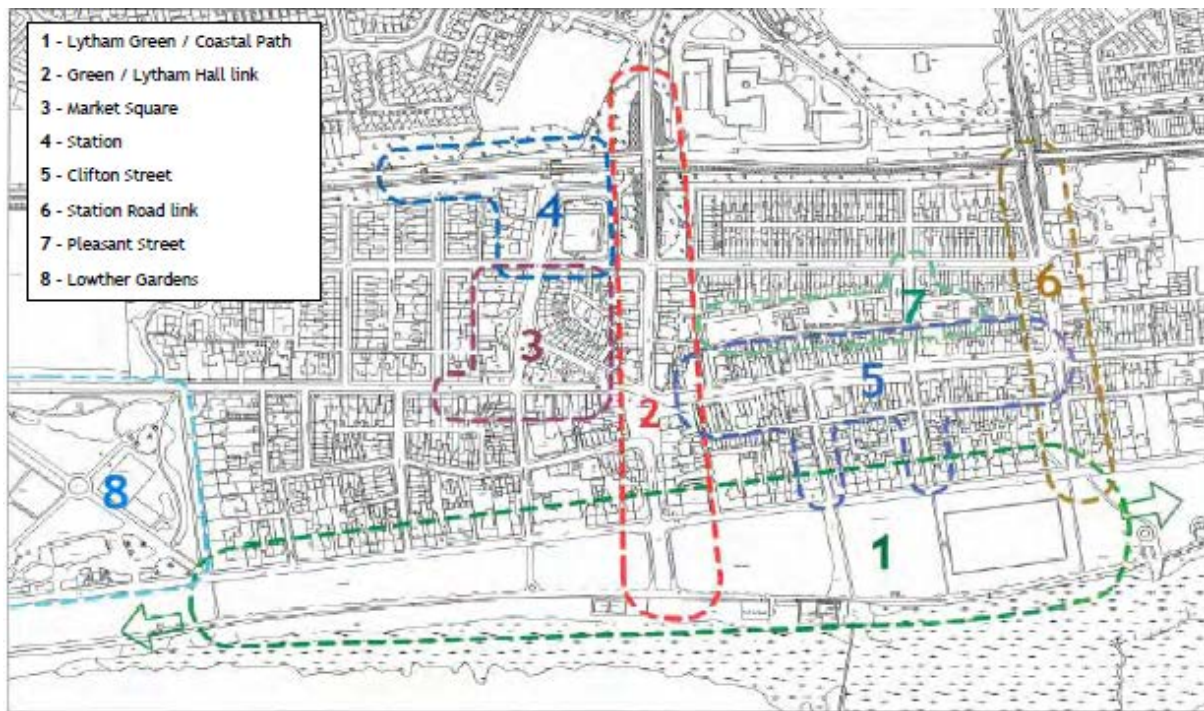 1 - Lytham Green / Coastal Path
2 - Green / Lytham Hall link
3 - Market Square
4 - Station
5 - Clifton Street
6 - Station Road link
7 - Pleasant Street
8 - Lowther Gardens
4
6
7
3
5
2
8
1